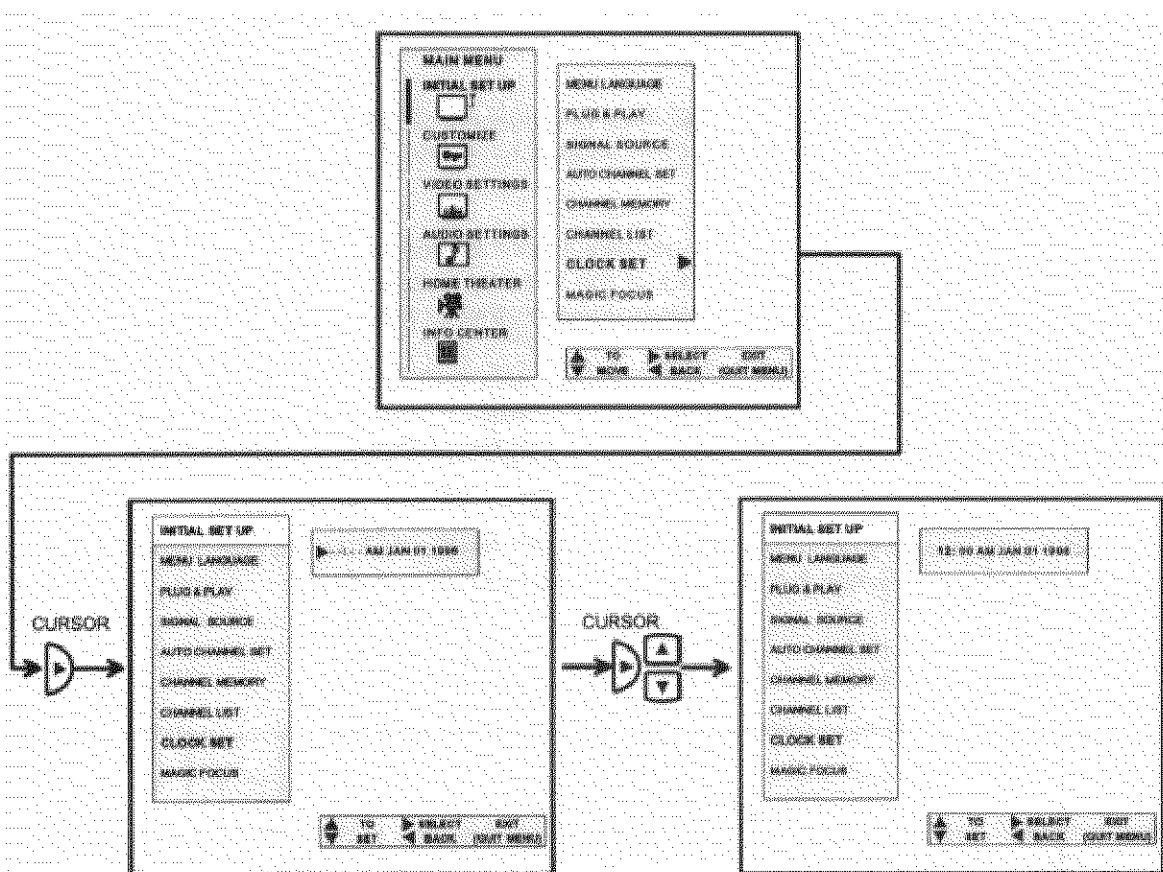 MAIN MENU
INITIAL SET UP
CUSTOMIZE
VIDEO SETTINGS
AUDIO SETTINGS
HOME THEATER
INFO CENTER
MENU LANGUAGE
PLUG & PLAY
SIGNAL SOURCE
AUTO CHANNEL SET
CHANNEL MEMORY
CHANNEL LIST
CLOCK SET
MAGIC FOCUS
TO SELECT EXIT
MOVE BACK (QUIT MENU)
CURSOR
INITIAL SET UP
MENU LANGUAGE
PLUG & PLAY
SIGNAL SOURCE
AUTO CHANNEL SET
CHANNEL MEMORY
CHANNEL LIST
CLOCK SET
MAGIC FOCUS
AM JAN 01 1998
TO SELECT EXIT
SET BACK (QUIT MENU)
CURSOR
INITIAL SET UP
MENU LANGUAGE
PLUG & PLAY
SIGNAL SOURCE
AUTO CHANNEL SET
CHANNEL MEMORY
CHANNEL LIST
CLOCK SET
MAGIC FOCUS
12: 00 AM JAN 01 1998
TO SELECT EXIT
SET BACK (QUIT MENU)